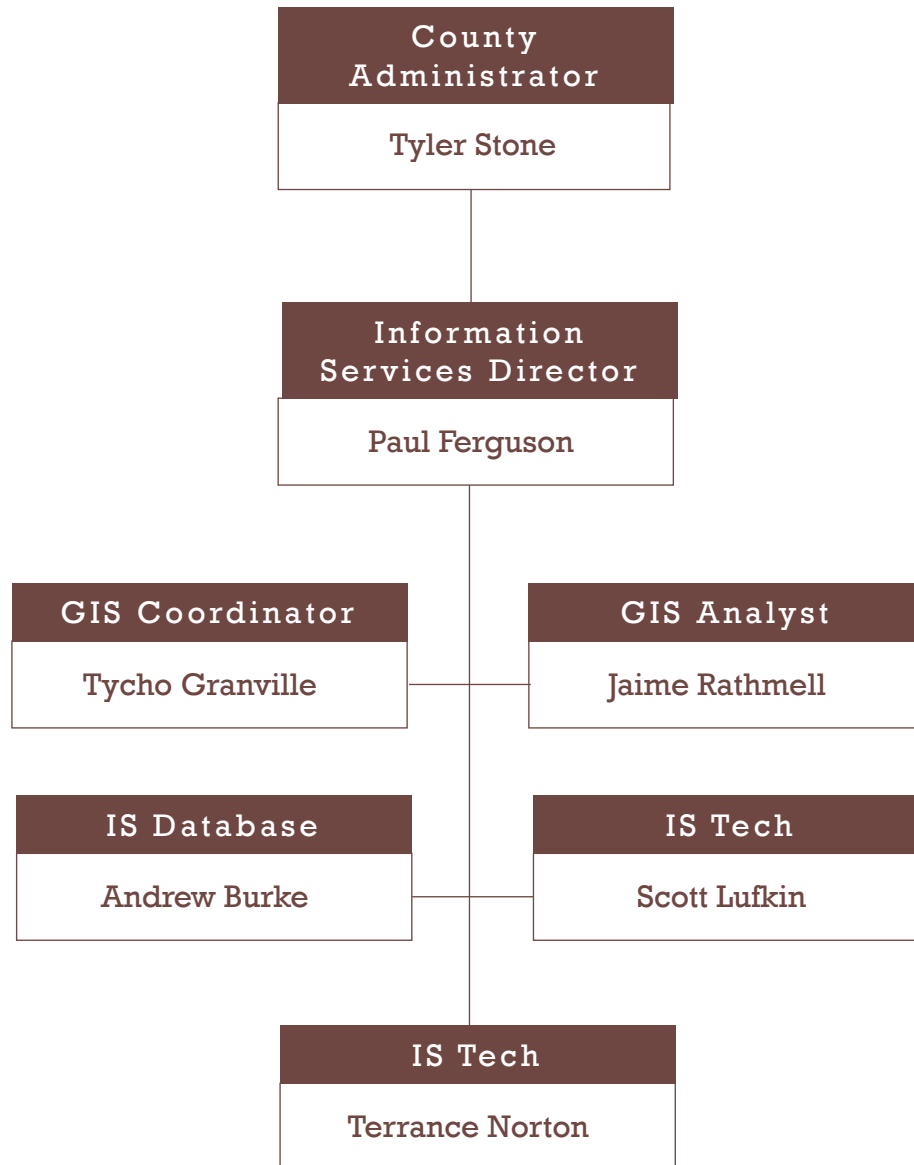 County
Administrator
Tyler Stone
Information
Services Director
Paul Ferguson
GIS Coordinator
Tycho Granville
GIS Analyst
Jaime Rathmell
IS Database
Andrew Burke
IS Tech
Scott Lufkin
IS Tech
Terrance Norton